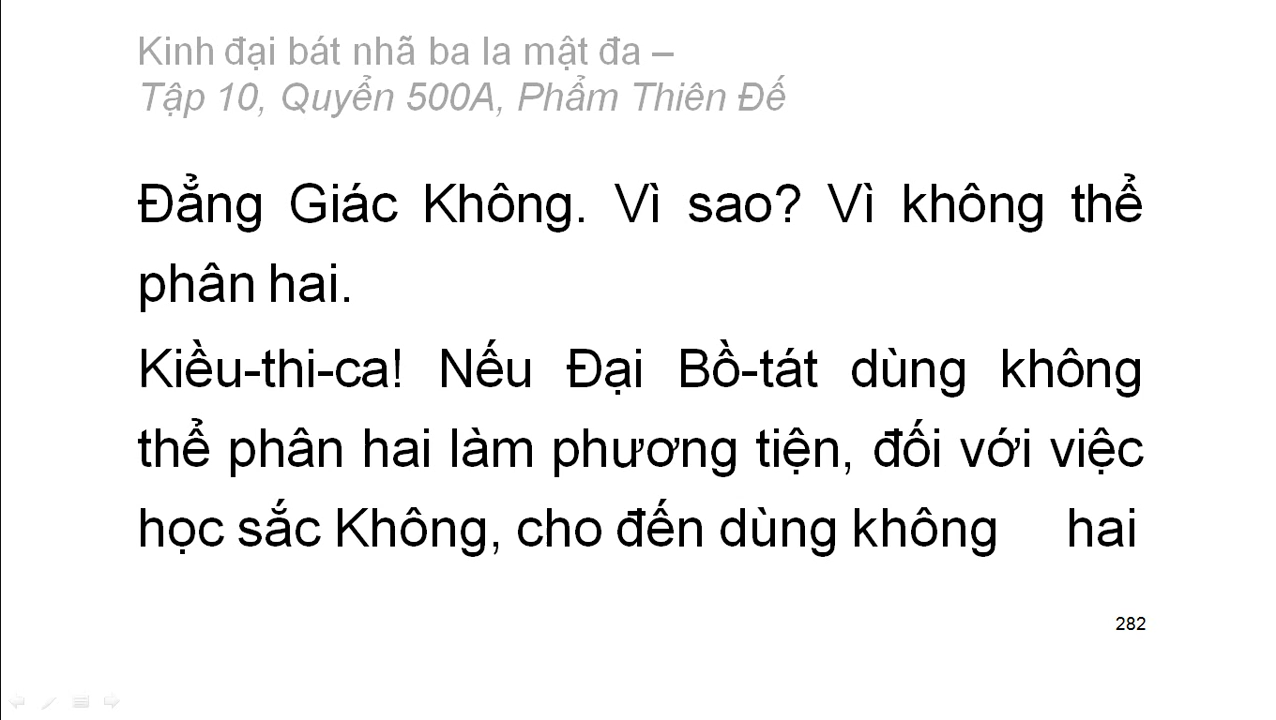 Kinh đại bát nhã ba la mật đa –
Tập 10, Quyển 500A, Phẩm Thiên Đế
Đẳng Giác Không. Vì sao? Vì không thể
phân hai.
Kiều-thi-ca! Nếu Đại Bồ-tát dùng không
thể phân hai làm phương tiện, đối với việc
học sắc Không, cho đến dùng không hai
282